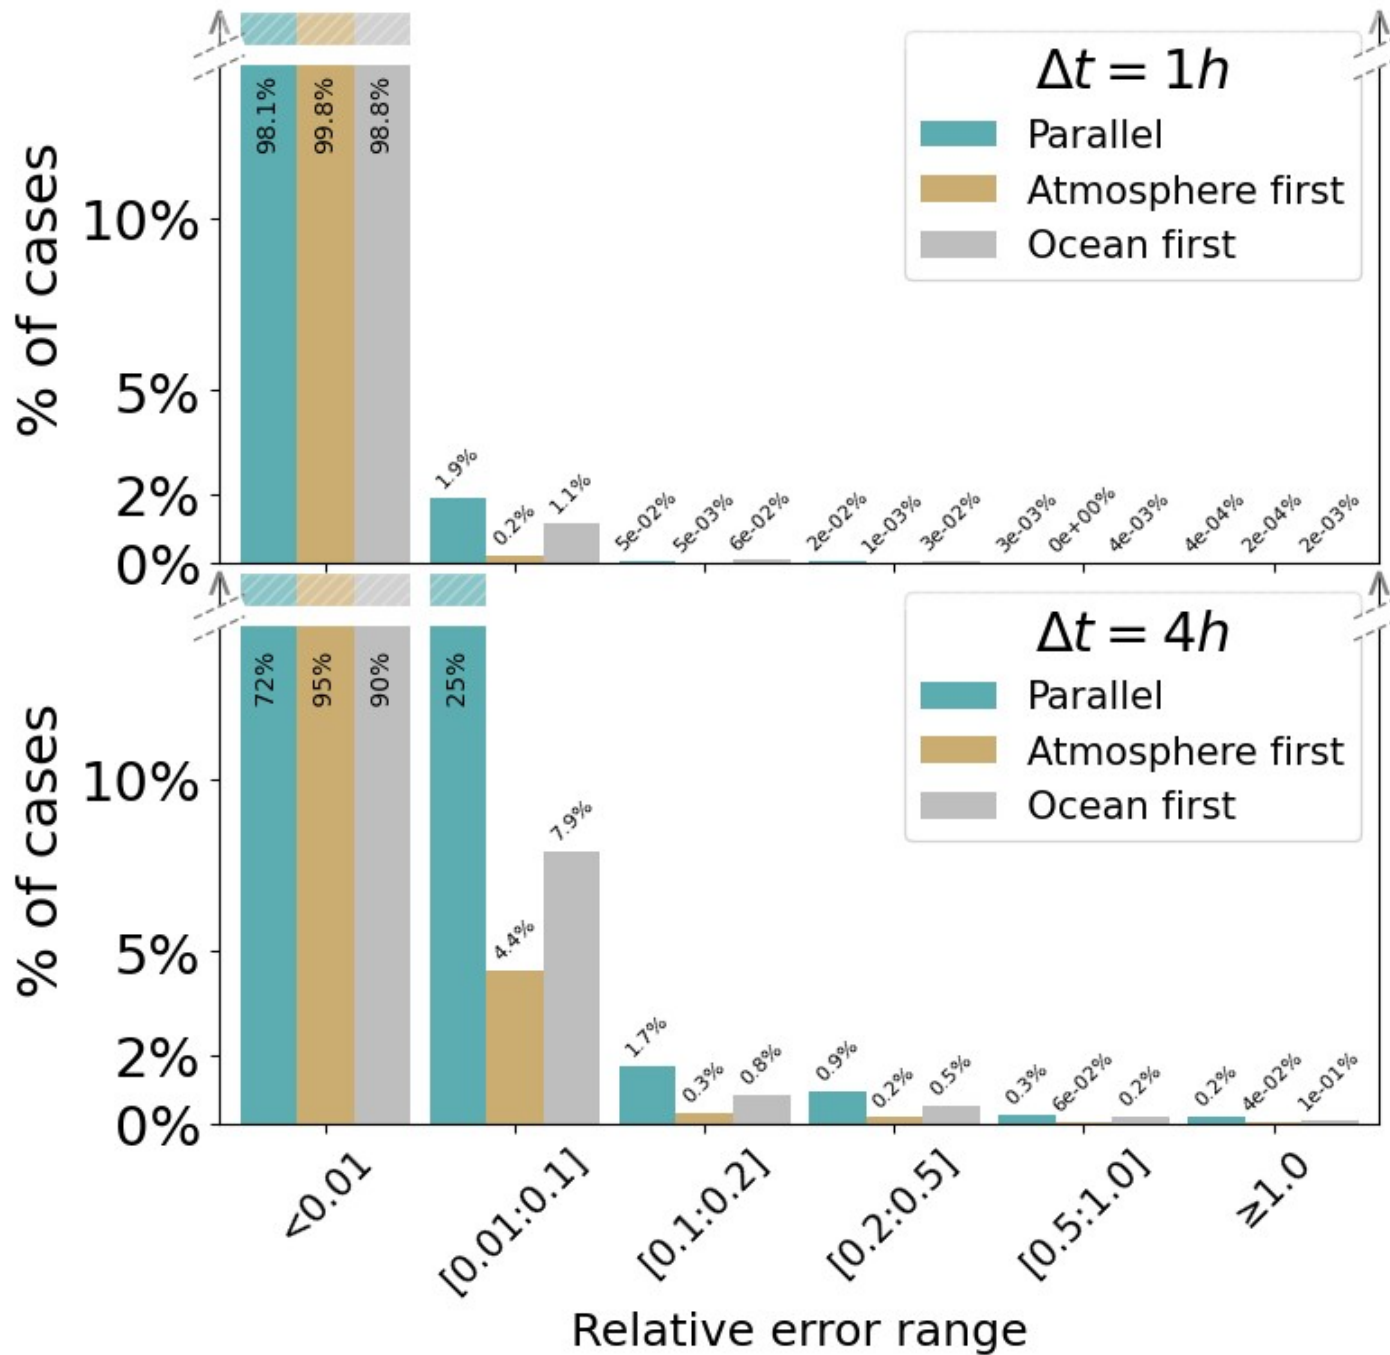 Δt = 1h
Parallel
Atmosphere first
Ocean first
% of cases
10%
5%
2%
0%
98.1%
99.8%
98.8%
1.9%
0.2%
1.1%
5e-02%
5e-03%
6e-02%
2e-02%
1e-03%
3e-02%
3e-03%
0e+00%
4e-03%
4e-04%
2e-04%
2e-03%
Δt = 4h
Parallel
Atmosphere first
Ocean first
% of cases
10%
5%
2%
0%
72%
95%
90%
25%
4.4%
7.9%
1.7%
0.3%
0.8%
0.9%
0.2%
0.5%
0.3%
6e-02%
0.2%
0.2%
4e-02%
1e-01%
<0.01
[0.01:0.1]
[0.1:0.2]
[0.2:0.5]
[0.5:1.0]
≥1.0
Relative error range